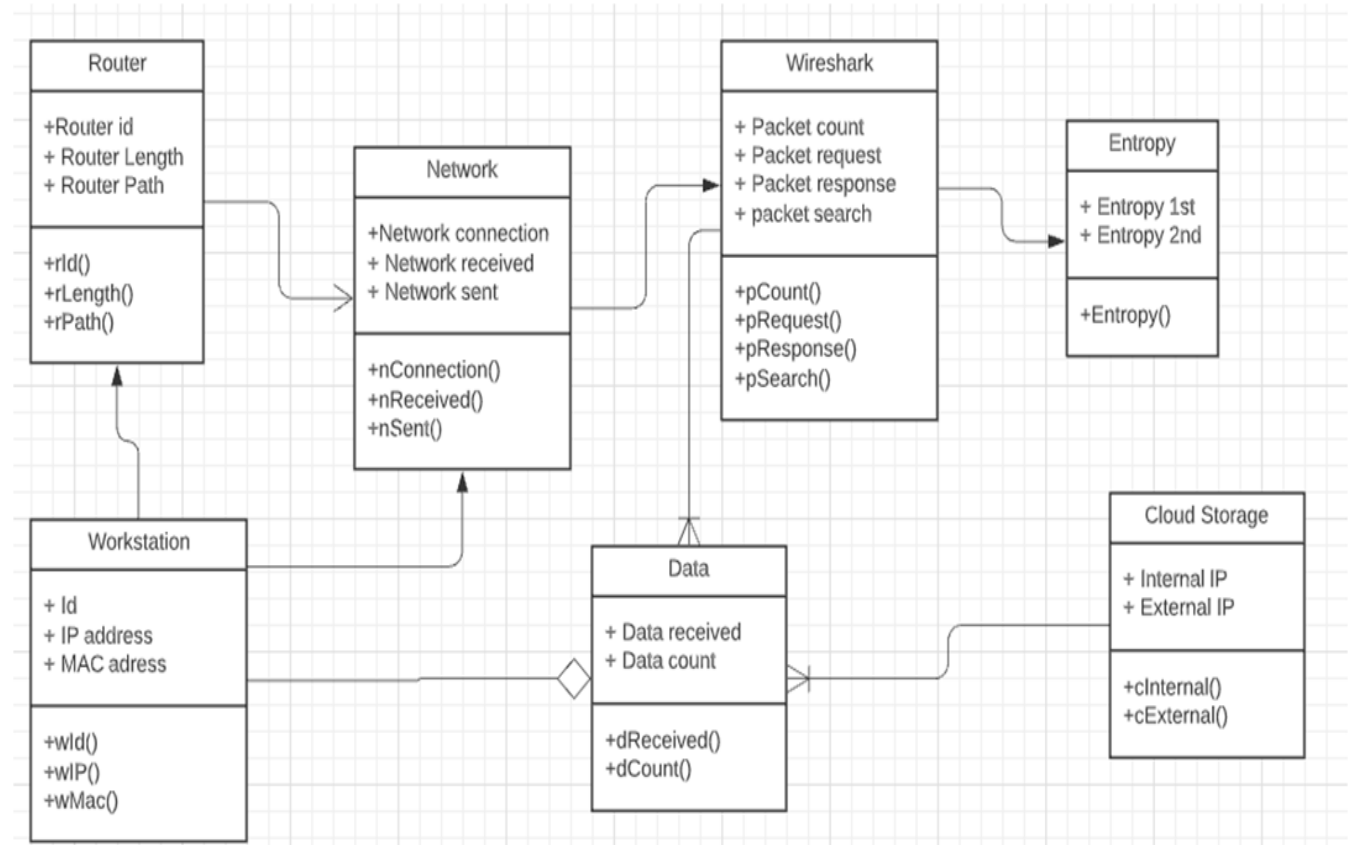 Router
+Router id
+ Router Length
+ Router Path
+rId()
+rLength()
+rPath()
Network
+Network connection
+ Network received
+ Network sent
+nConnection()
+nReceived()
+nSent()
Wireshark
+ Packet count
+ Packet request
+ Packet response
+ packet search
+pCount()
+pRequest()
+pResponse()
+pSearch()
Entropy
+ Entropy 1st
+ Entropy 2nd
+Entropy()
Workstation
+ Id
+ IP address
+ MAC adress
+wId()
+wIP()
+wMac()
Data
+ Data received
+ Data count
+dReceived()
+dCount()
Cloud Storage
+ Internal IP
+ External IP
+cInternal()
+cExternal()